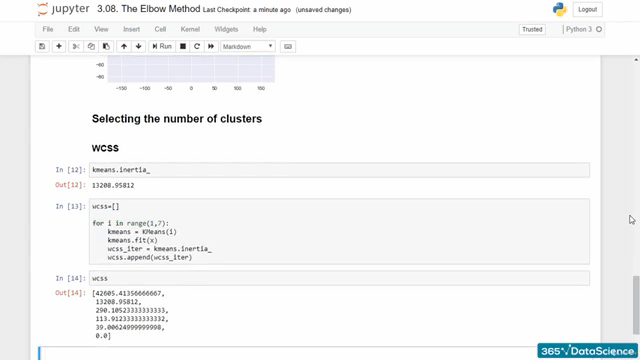 jupyter 3.08. The Elbow Method Last Checkpoint: a minute ago (unsaved changes)
Logout
File Edit View Insert Cell Kernel Widgets Help
Trusted Python 3
Run
Markdown
-60
-80
-150 -100 -50 0 50 100 150
Selecting the number of clusters
WCSS
In [12] kmeans.inertia_
Out[12] 13208.95812
In [13] wcss=[]
for i in range(1,7):
kmeans = KMeans(i)
kmeans.fit(x)
wcss_iter = kmeans.inertia_
wcss.append(wcss_iter)
In [14] wcss
Out[14] [42605.41356666667,
13208.95812,
290.10523333333333,
113.91233333333332,
39.00624999999998,
0.0]
365 DataScience